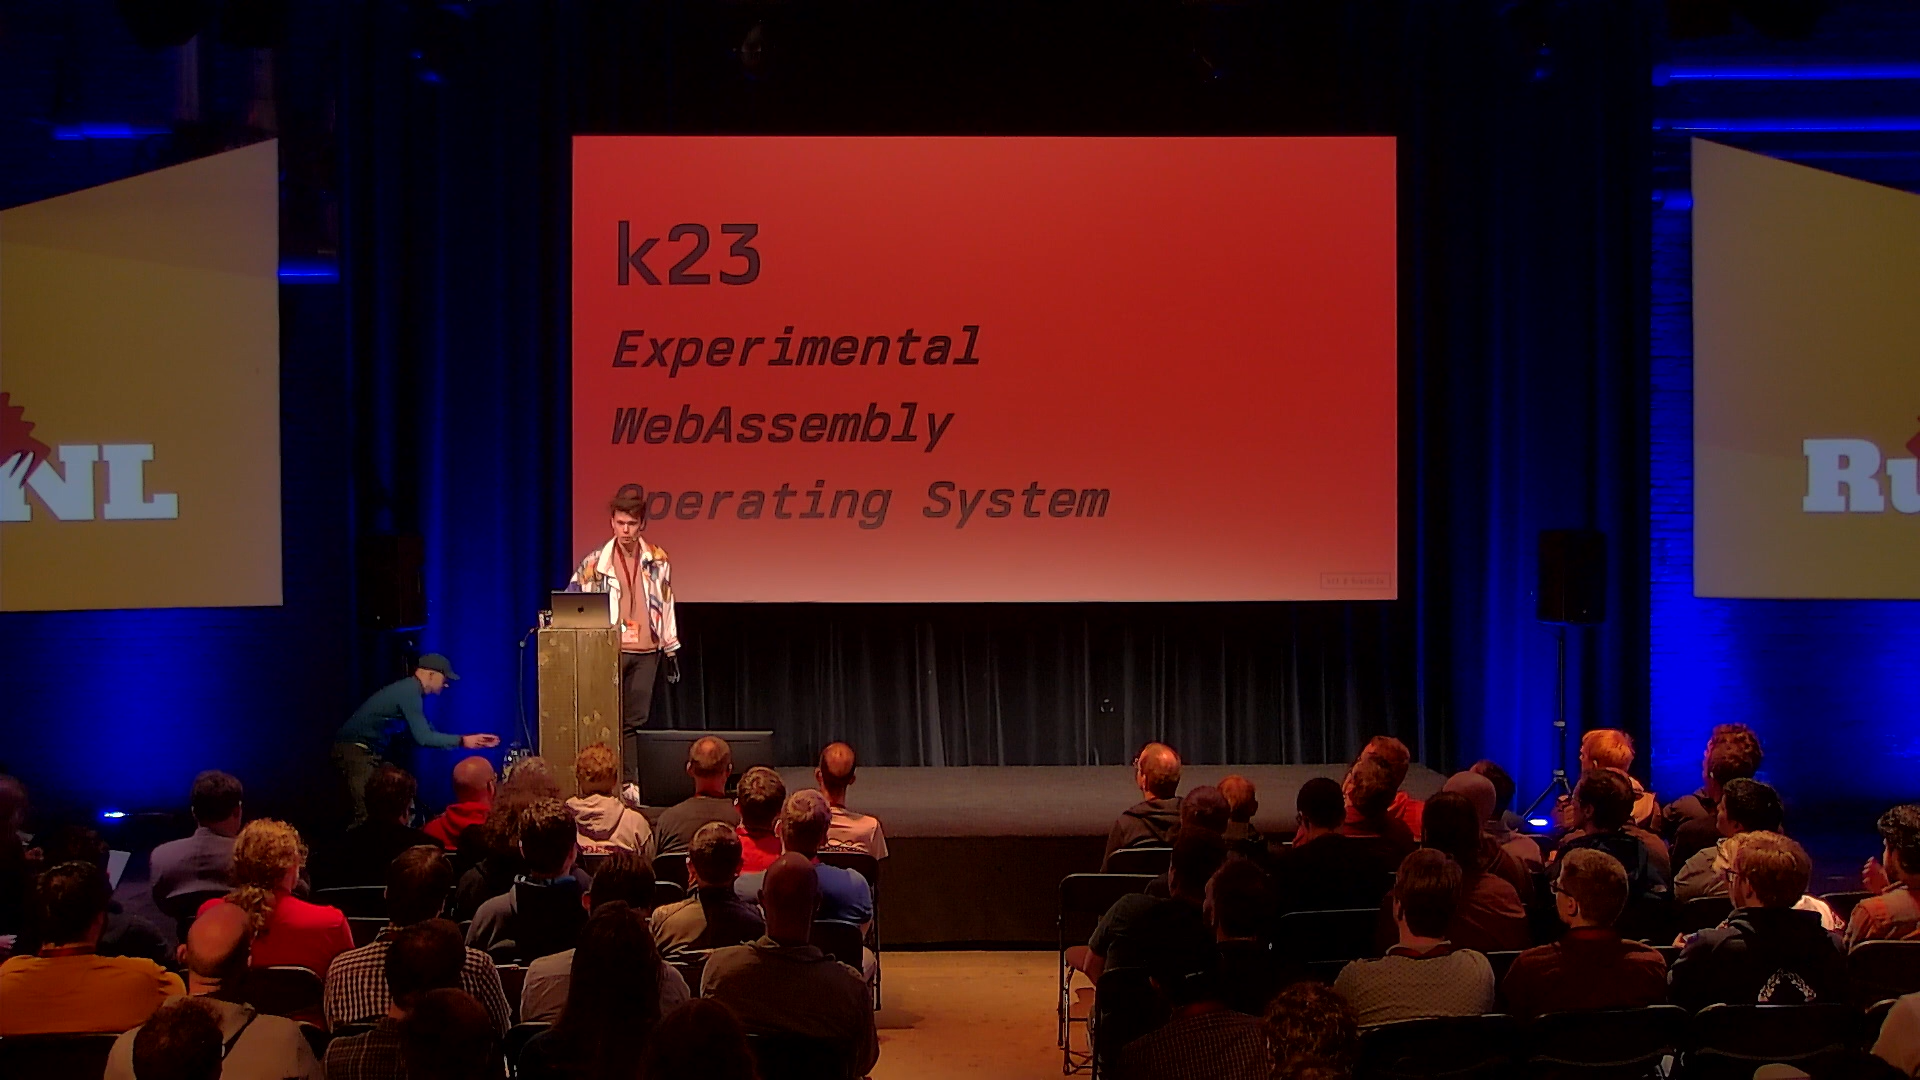 k23
Experimental
WebAssembly
Operating System
NL
Ru